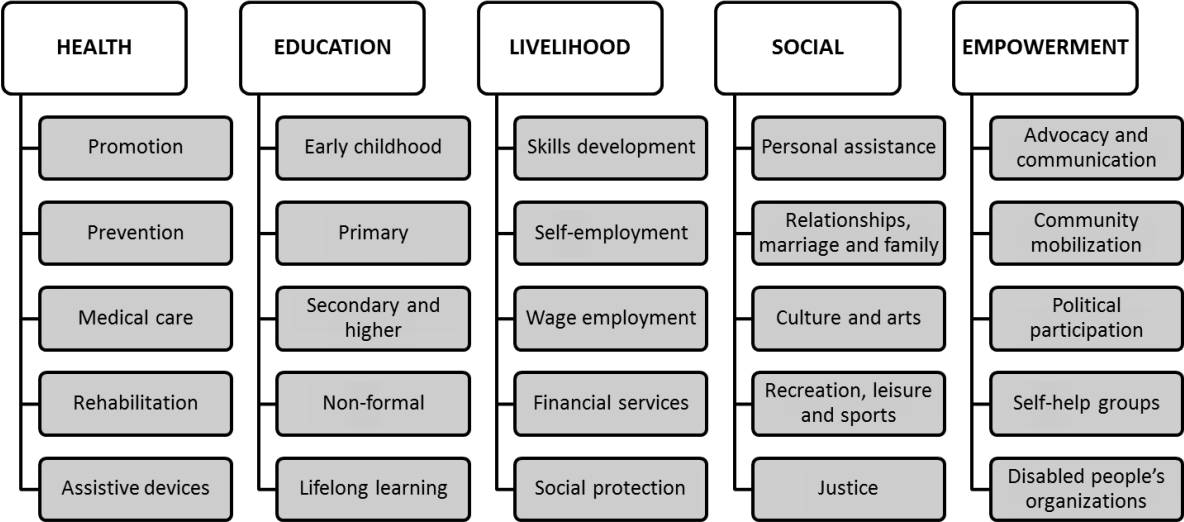 HEALTH
Promotion
Prevention
Medical care
Rehabilitation
Assistive devices
EDUCATION
Early childhood
Primary
Secondary and
higher
Non-formal
Lifelong learning
LIVELIHOOD
Skills development
Self-employment
Wage employment
Financial services
Social protection
SOCIAL
Personal assistance
Relationships,
marriage and family
Culture and arts
Recreation, leisure
and sports
Justice
EMPOWERMENT
Advocacy and
communication
Community
mobilization
Political
participation
Self-help groups
Disabled people’s
organizations